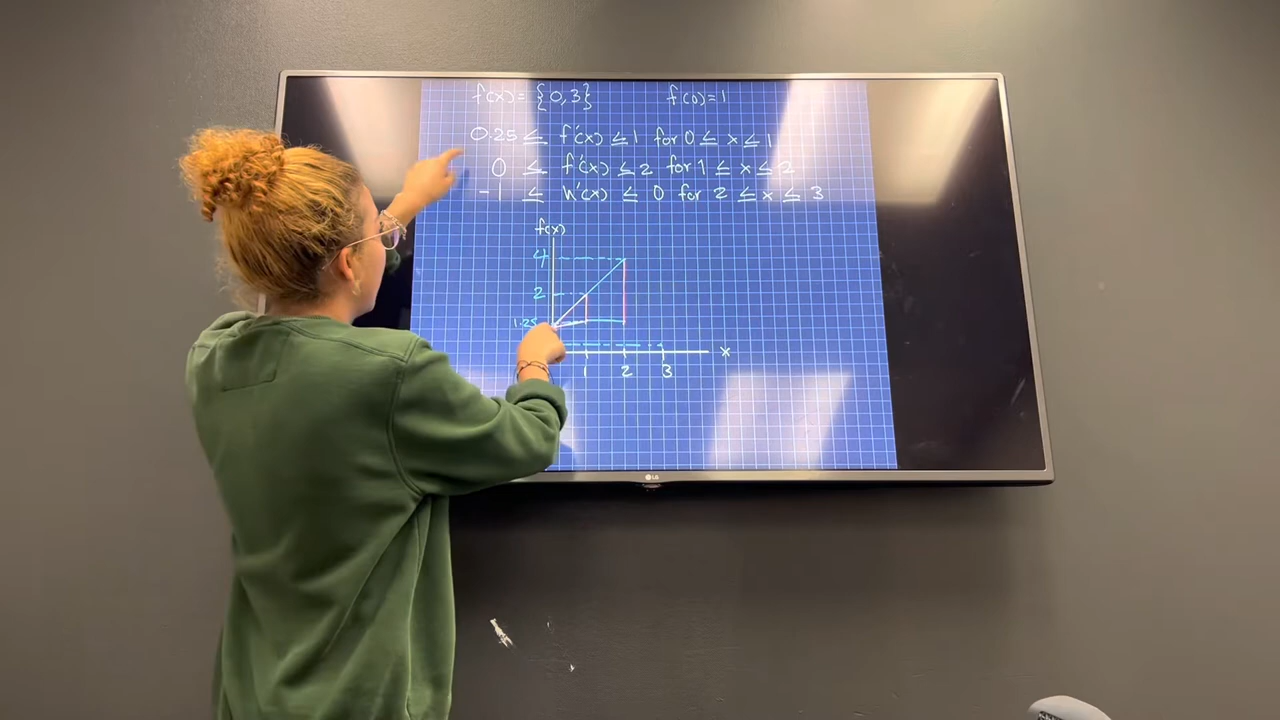 f(x) = {0,3} f(0)=1
0.25 ≤ f'(x) ≤ 1 for 0 ≤ x ≤ 1
0 ≤ f'(x) ≤ 2 for 1 ≤ x ≤ 2
-1 ≤ h'(x) ≤ 0 for 2 ≤ x ≤ 3
f(x)
4
2
1.25
x
1 2 3
LG